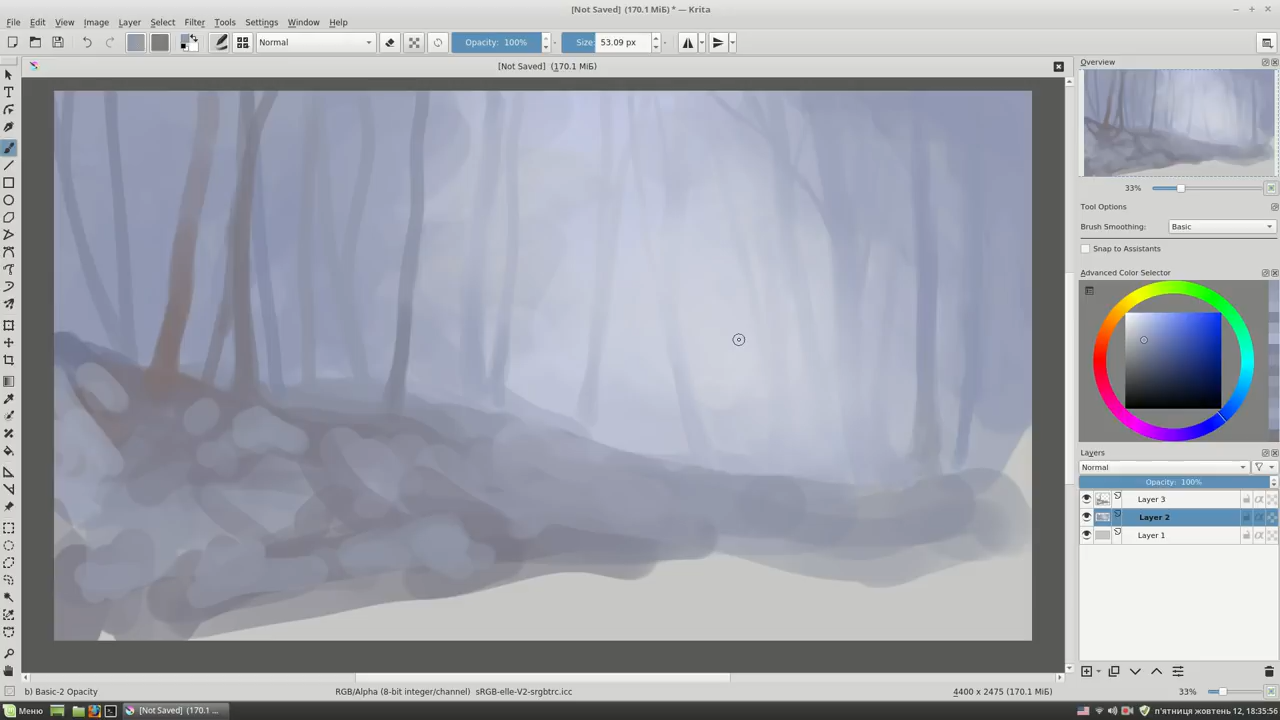 [Not Saved] (170.1 МіБ) * — Krita
File Edit View Image Layer Select Filter Tools Settings Window Help
Normal Opacity: 100% Size: 53.09 px
[Not Saved] (170.1 МіБ)
Overview
33%
Tool Options
Brush Smoothing: Basic
Snap to Assistants
Advanced Color Selector
Layers
Normal
Opacity: 100%
Layer 3
Layer 2
Layer 1
b) Basic-2 Opacity RGB/Alpha (8-bit integer/channel) sRGB-elle-V2-srgbtrc.icc 4400 x 2475 (170.1 МіБ) 33%
Меню [Not Saved] (170.1 ... п'ятниця жовтень 12, 18:35:56